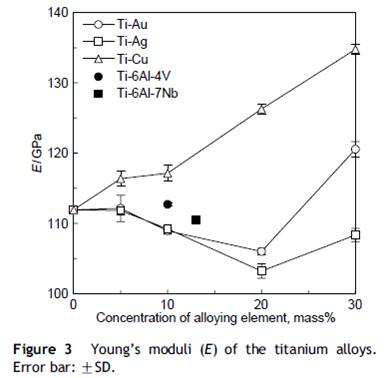 140
130
120
110
100
E/GPa
Ti-Au
Ti-Ag
Ti-Cu
Ti-6Al-4V
Ti-6Al-7Nb
0 10 20 30
Concentration of alloying element, mass%
Figure 3 Young's moduli (E) of the titanium alloys.
Error bar: ±SD.